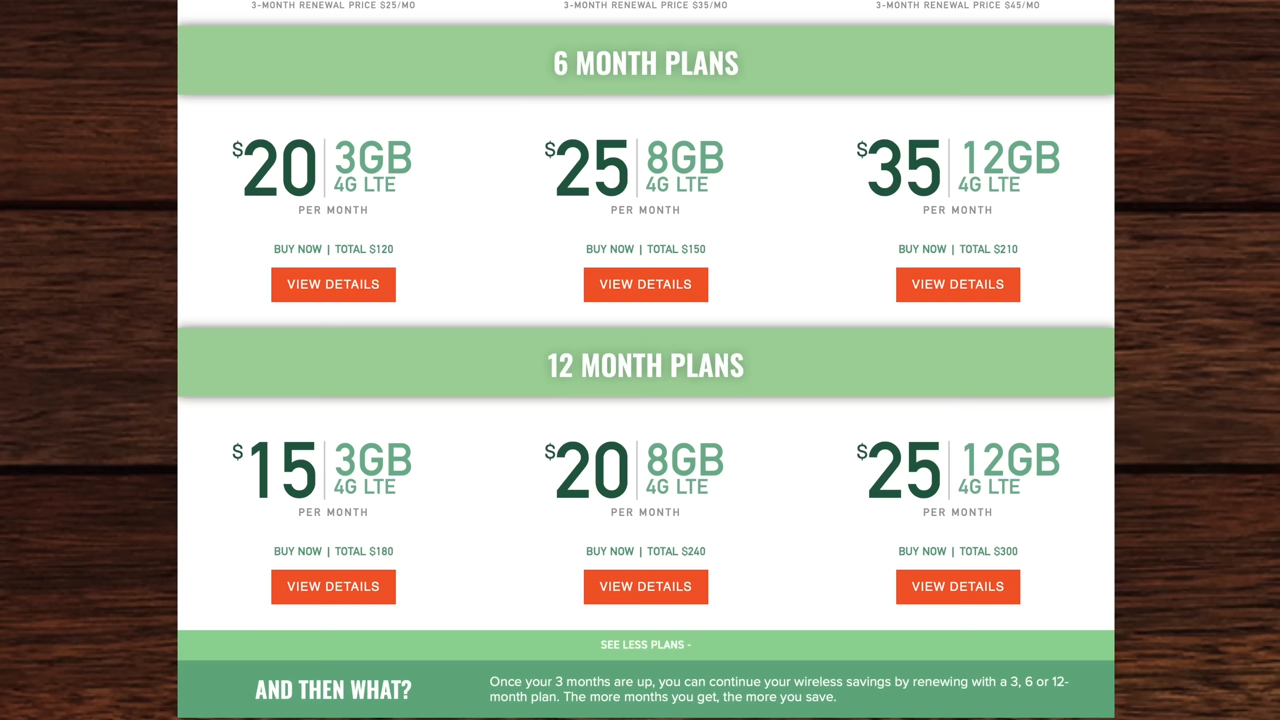 3-MONTH RENEWAL PRICE $25/MO
3-MONTH RENEWAL PRICE $35/MO
3-MONTH RENEWAL PRICE $45/MO
6 MONTH PLANS
$20 | 3GB
4G LTE
PER MONTH
BUY NOW | TOTAL $120
VIEW DETAILS
$25 | 8GB
4G LTE
PER MONTH
BUY NOW | TOTAL $150
VIEW DETAILS
$35 | 12GB
4G LTE
PER MONTH
BUY NOW | TOTAL $210
VIEW DETAILS
12 MONTH PLANS
$15 | 3GB
4G LTE
PER MONTH
BUY NOW | TOTAL $180
VIEW DETAILS
$20 | 8GB
4G LTE
PER MONTH
BUY NOW | TOTAL $240
VIEW DETAILS
$25 | 12GB
4G LTE
PER MONTH
BUY NOW | TOTAL $300
VIEW DETAILS
SEE LESS PLANS -
AND THEN WHAT?
Once your 3 months are up, you can continue your wireless savings by renewing with a 3, 6 or 12-
month plan. The more months you get, the more you save.